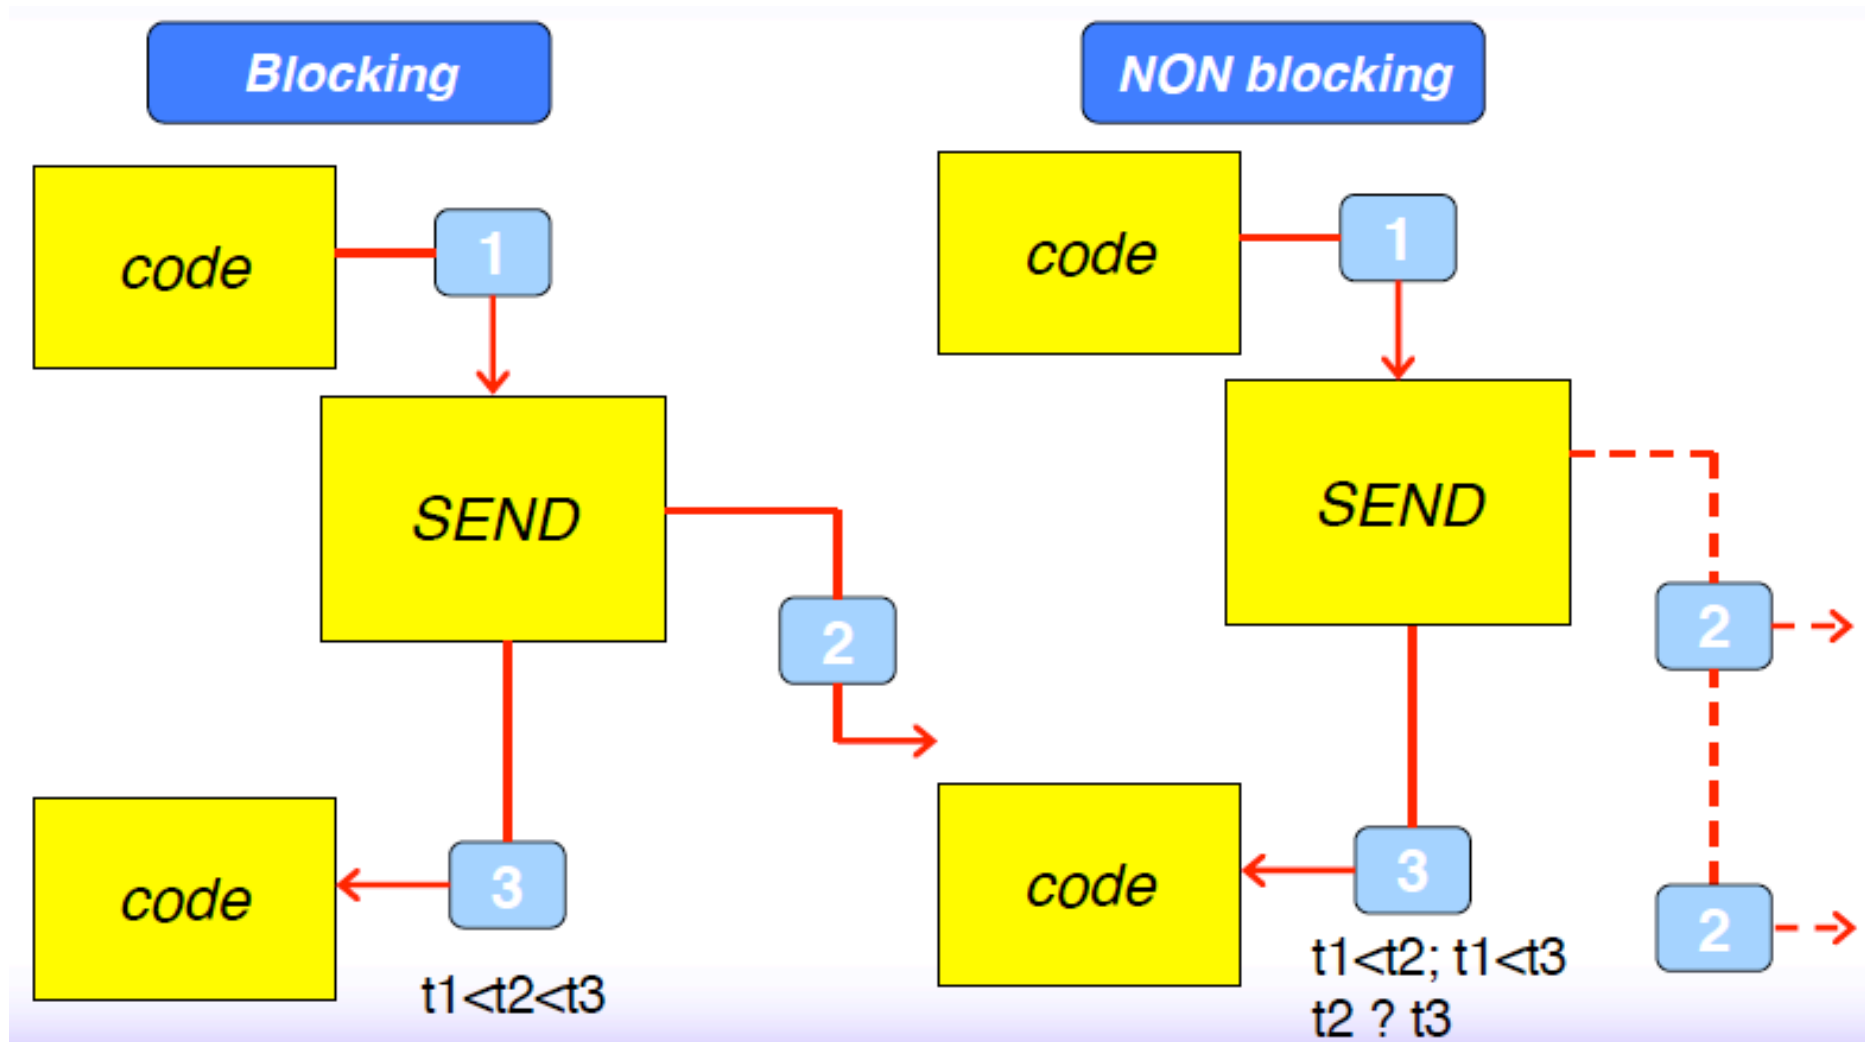 Blocking
code
1
SEND
2
code
3
t1<t2<t3
NON blocking
code
1
SEND
2
code
3
2
t1<t2; t1<t3
t2 ? t3